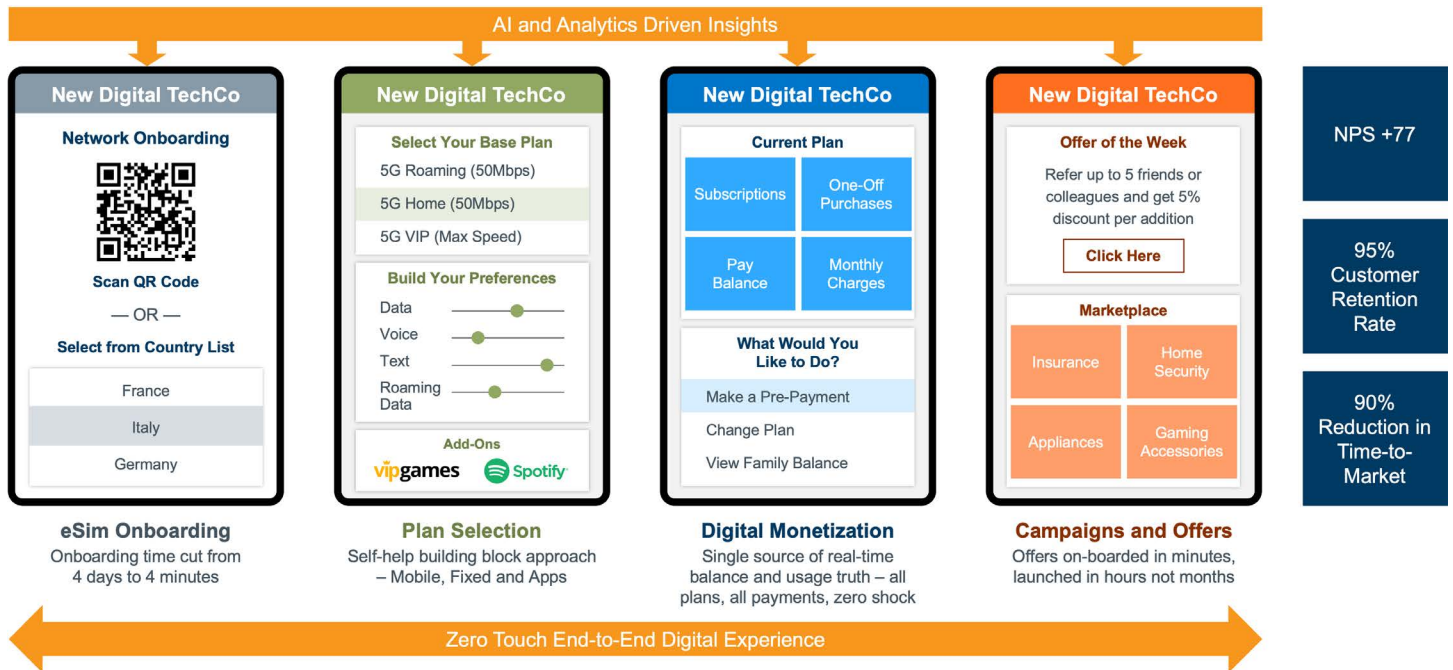 AI and Analytics Driven Insights
New Digital TechCo
Network Onboarding
Scan QR Code
— OR —
Select from Country List
France
Italy
Germany
eSim Onboarding
Onboarding time cut from
4 days to 4 minutes
New Digital TechCo
Select Your Base Plan
5G Roaming (50Mbps)
5G Home (50Mbps)
5G VIP (Max Speed)
Build Your Preferences
Data
Voice
Text
Roaming
Data
Add-Ons
vipgames
Spotify
Plan Selection
Self-help building block approach
– Mobile, Fixed and Apps
New Digital TechCo
Current Plan
Subscriptions
One-Off
Purchases
Pay
Balance
Monthly
Charges
What Would You
Like to Do?
Make a Pre-Payment
Change Plan
View Family Balance
Digital Monetization
Single source of real-time
balance and usage truth – all
plans, all payments, zero shock
New Digital TechCo
Offer of the Week
Refer up to 5 friends or
colleagues and get 5%
discount per addition
Click Here
Marketplace
Insurance
Home
Security
Appliances
Gaming
Accessories
Campaigns and Offers
Offers on-boarded in minutes,
launched in hours not months
NPS +77
95%
Customer
Retention
Rate
90%
Reduction in
Time-to-
Market
Zero Touch End-to-End Digital Experience